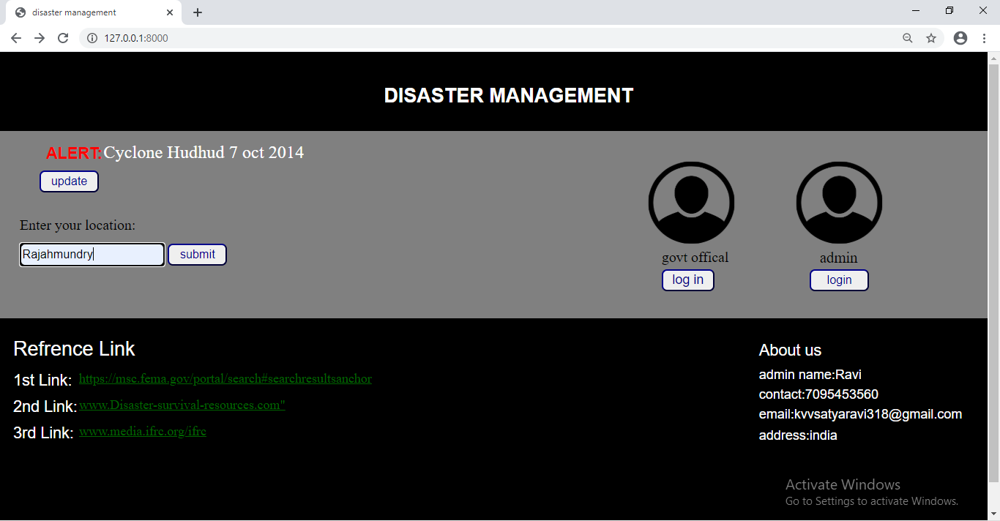 disaster management
127.0.0.1:8000
DISASTER MANAGEMENT
ALERT: Cyclone Hudhud 7 oct 2014
update
Enter your location:
Rajahmundry
submit
govt offical
log in
admin
login
Refrence Link
1st Link: https://msc.fema.gov/portal/search#searchresultsanchor
2nd Link: www.Disaster-survival-resources.com"
3rd Link: www.media.ifrc.org/ifrc
About us
admin name:Ravi
contact:7095453560
email:kvvsatyaravi318@gmail.com
address:india
Activate Windows
Go to Settings to activate Windows.